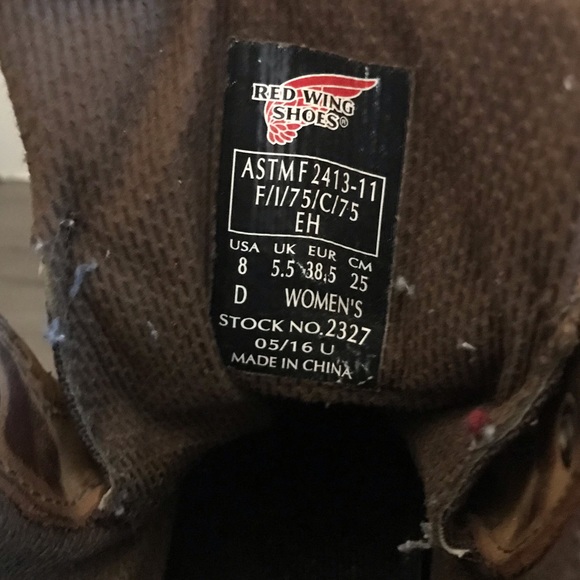 RED WING
SHOES®
ASTM F 2413-11
F/I/75/C/75
EH
USA UK EUR CM
8 5.5 38.5 25
D WOMEN'S
STOCK NO. 2327
05/16 U
MADE IN CHINA